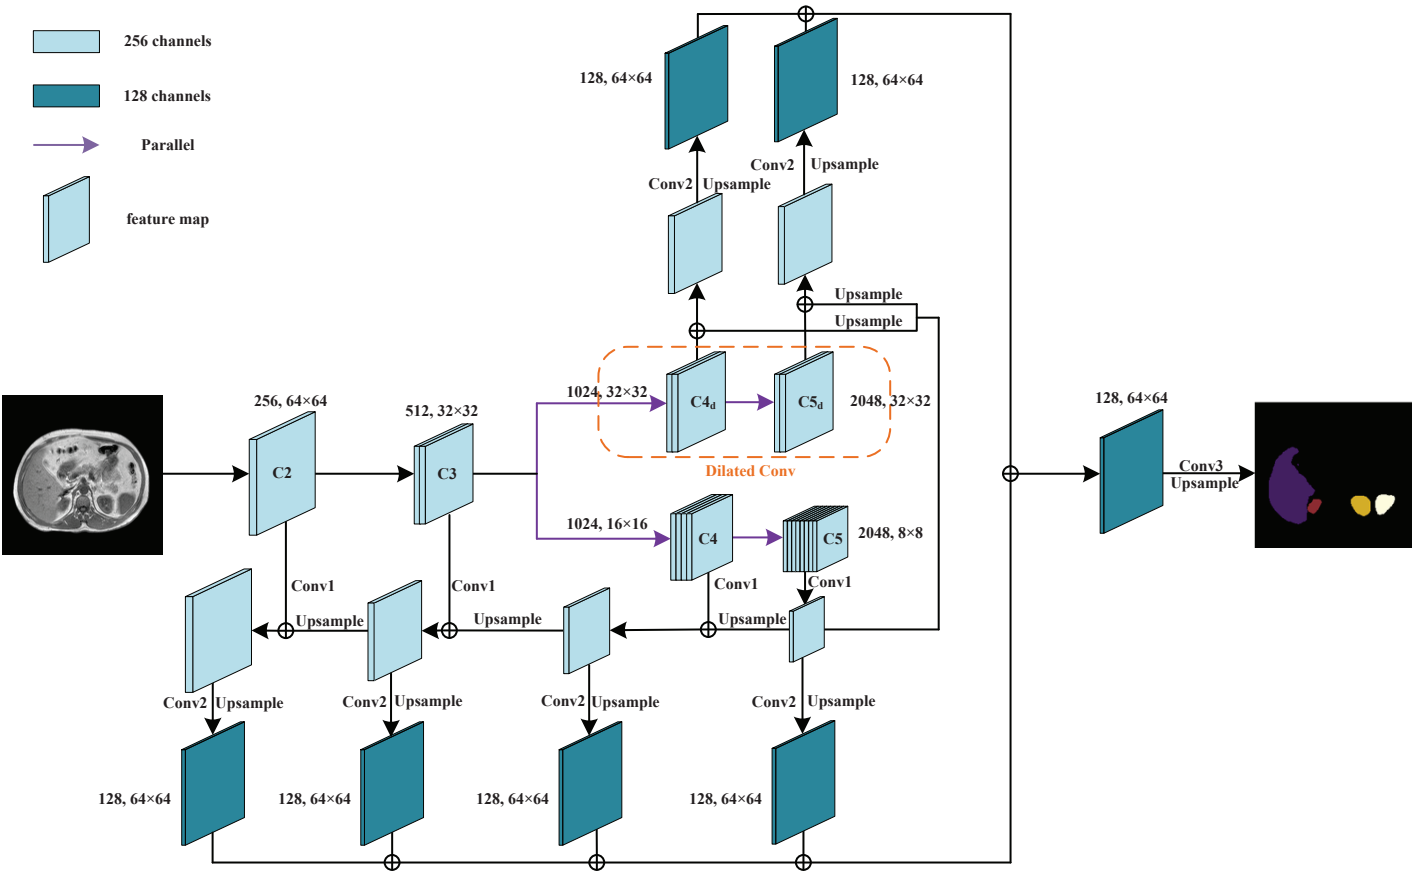 256 channels
128 channels
Parallel
feature map
128, 64×64
128, 64×64
Conv2 Upsample
Conv2 Upsample
Upsample
Upsample
1024, 32×32
C4d
C5d
2048, 32×32
Dilated Conv
256, 64×64
C2
512, 32×32
C3
1024, 16×16
C4
C5
2048, 8×8
128, 64×64
Conv3
Upsample
Conv1
Conv1
Conv1
Conv1
Upsample
Upsample
Upsample
Conv2 Upsample
Conv2 Upsample
Conv2 Upsample
Conv2 Upsample
128, 64×64
128, 64×64
128, 64×64
128, 64×64